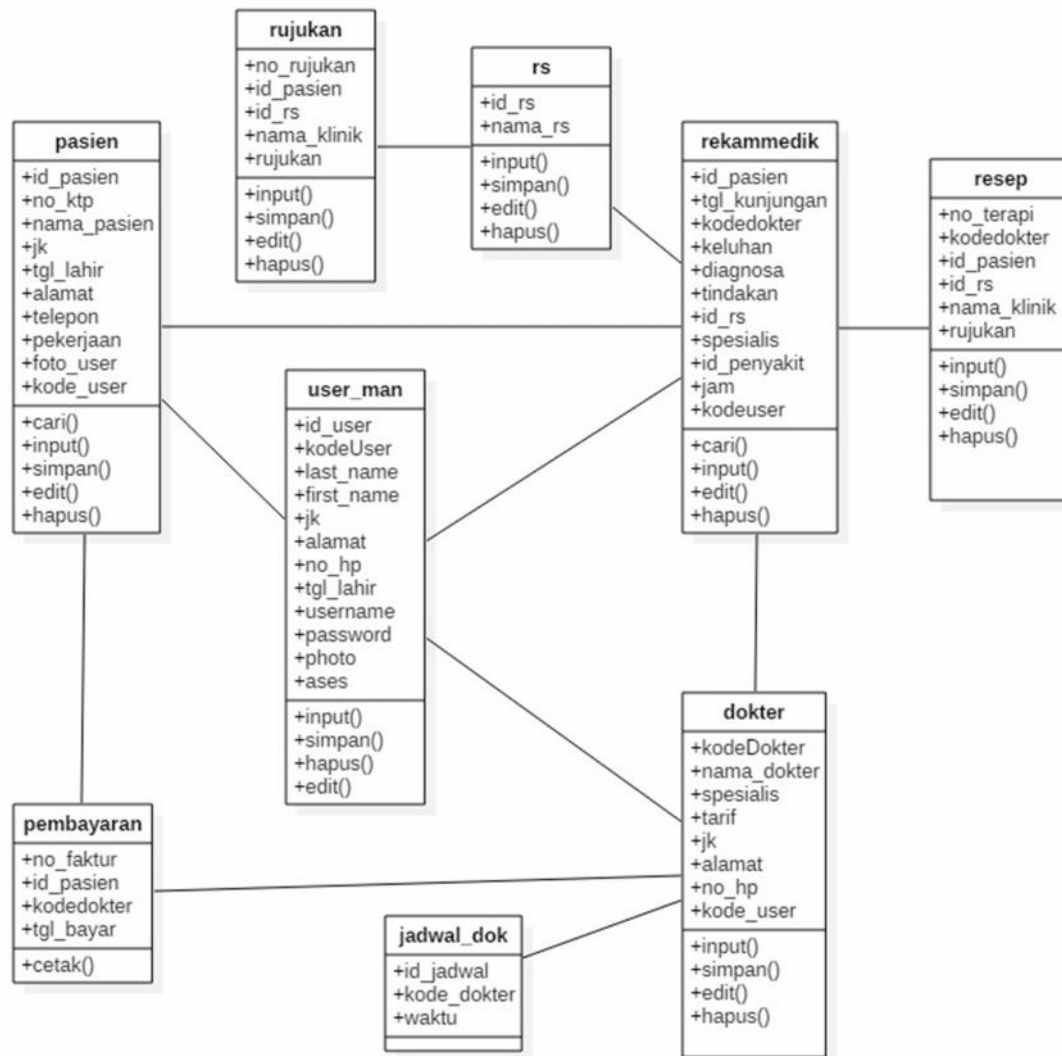 rujukan
+no_rujukan
+id_pasien
+id_rs
+nama_klinik
+rujukan
+input()
+simpan()
+edit()
+hapus()
rs
+id_rs
+nama_rs
+input()
+simpan()
+edit()
+hapus()
pasien
+id_pasien
+no_ktp
+nama_pasien
+jk
+tgl_lahir
+alamat
+telepon
+pekerjaan
+foto_user
+kode_user
+cari()
+input()
+simpan()
+edit()
+hapus()
rekammedik
+id_pasien
+tgl_kunjungan
+kodedokter
+keluhan
+diagnosa
+tindakan
+id_rs
+spesialis
+id_penyakit
+jam
+kodeuser
+cari()
+input()
+edit()
+hapus()
resep
+no_terapi
+kodedokter
+id_pasien
+id_rs
+nama_klinik
+rujukan
+input()
+simpan()
+edit()
+hapus()
user_man
+id_user
+kodeUser
+last_name
+first_name
+jk
+alamat
+no_hp
+tgl_lahir
+username
+password
+photo
+ases
+input()
+simpan()
+hapus()
+edit()
dokter
+kodeDokter
+nama_dokter
+spesialis
+tarif
+jk
+alamat
+no_hp
+kode_user
+input()
+simpan()
+edit()
+hapus()
pembayaran
+no_faktur
+id_pasien
+kodedokter
+tgl_bayar
+cetak()
jadwal_dok
+id_jadwal
+kode_dokter
+waktu